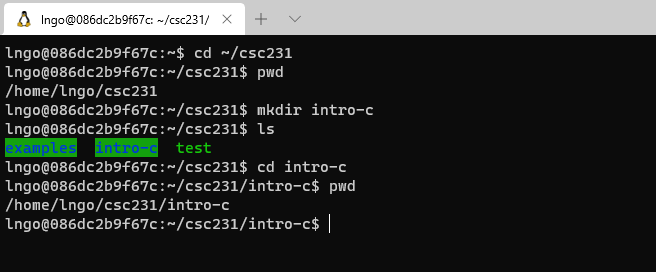 lngo@086dc2b9f67c: ~/csc231/
lngo@086dc2b9f67c:~$ cd ~/csc231
lngo@086dc2b9f67c:~/csc231$ pwd
/home/lngo/csc231
lngo@086dc2b9f67c:~/csc231$ mkdir intro-c
lngo@086dc2b9f67c:~/csc231$ ls
examples  intro-c  test
lngo@086dc2b9f67c:~/csc231$ cd intro-c
lngo@086dc2b9f67c:~/csc231/intro-c$ pwd
/home/lngo/csc231/intro-c
lngo@086dc2b9f67c:~/csc231/intro-c$